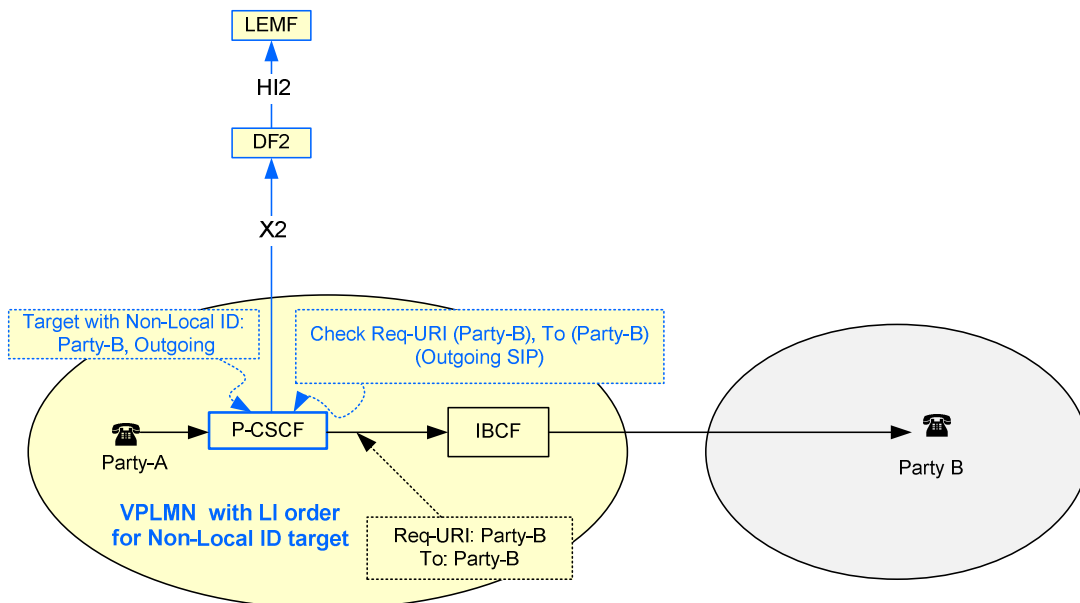 LEMF
HI2
DF2
X2
Target with Non-Local ID:
Party-B, Outgoing
Check Req-URI (Party-B), To (Party-B)
(Outgoing SIP)
P-CSCF
IBCF
Party-A
Party B
VPLMN with LI order
for Non-Local ID target
Req-URI: Party-B
To: Party-B